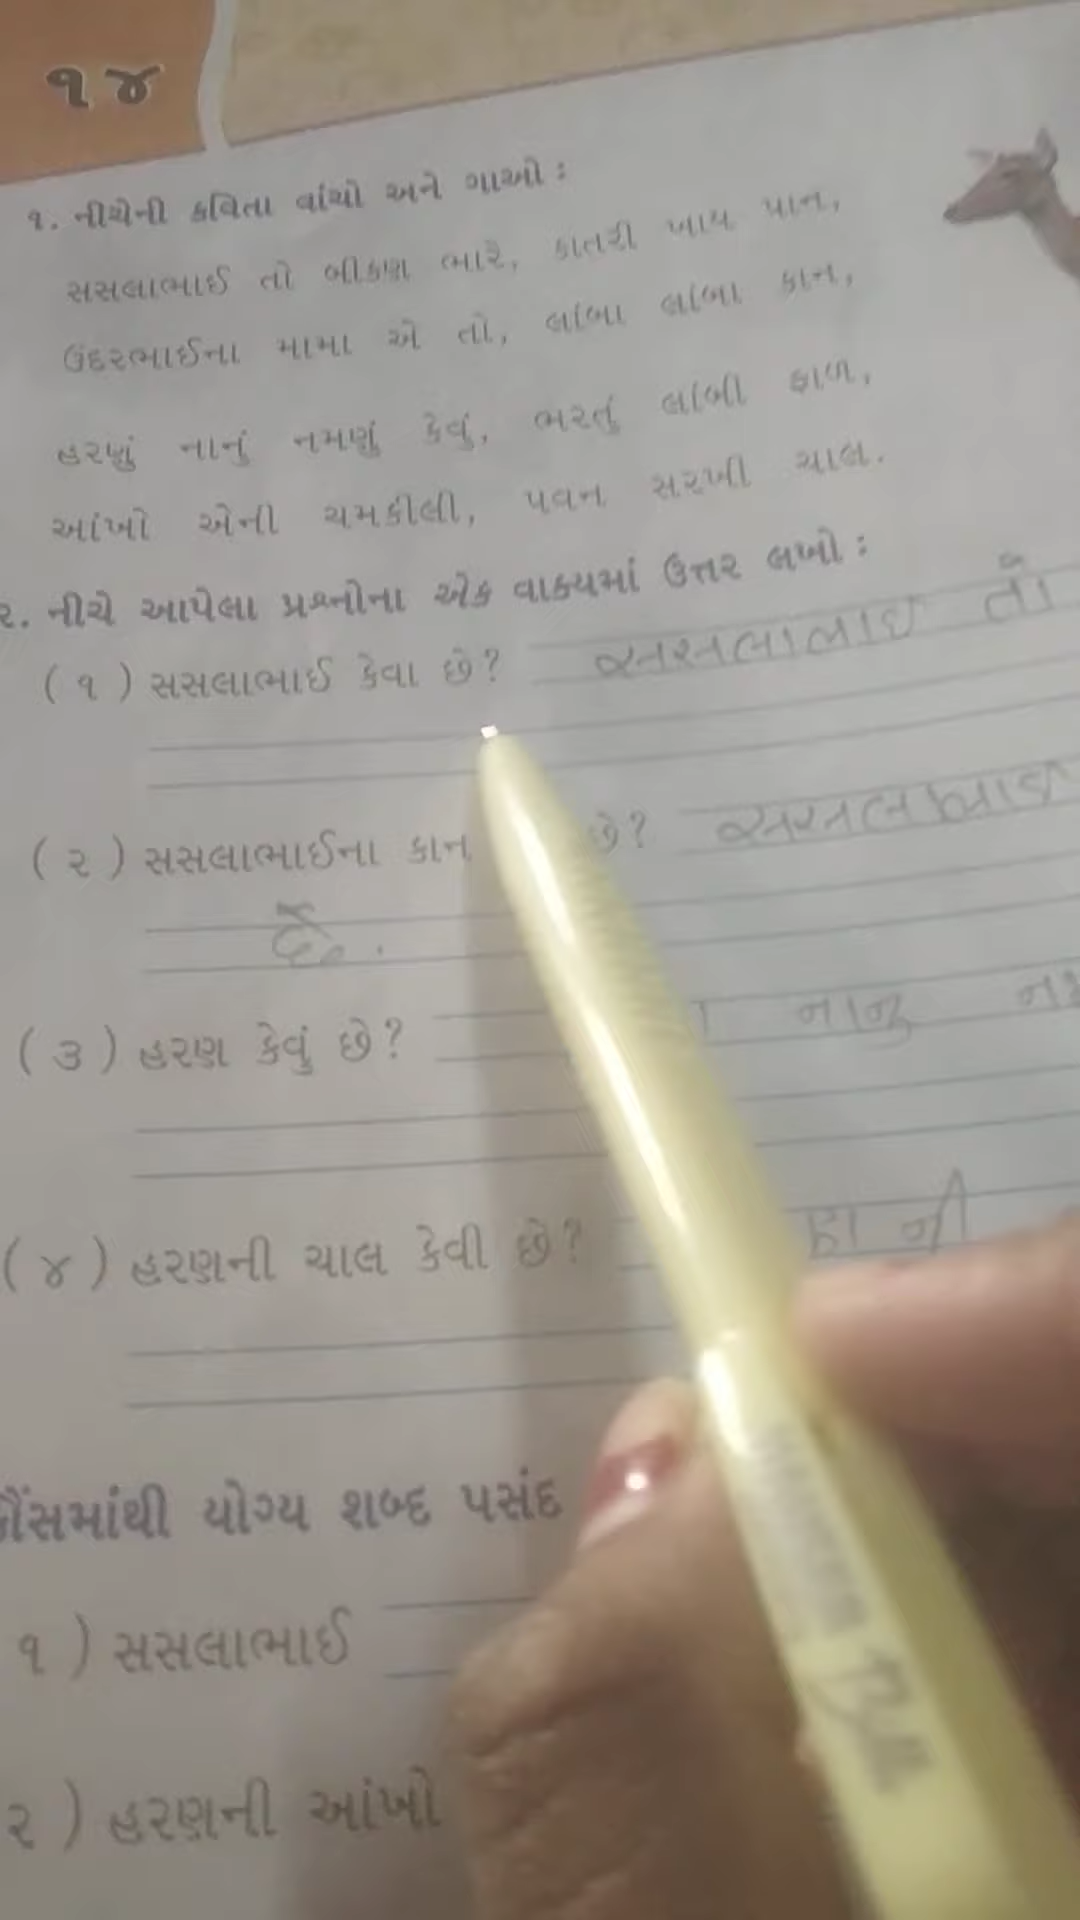 ૧૪
૧. નીચેની કવિતા વાંચો અને ગાઓ :
સસલાભાઈ તો બીકણ ભારે, કાતરી ખાય પાન,
ઉંદરભાઈના મામા એ તો, લાંબા લાંબા કાન,
હરણું નાનું નમણું કેવું, ભરતું લાંબી ફાળ,
આંખો એની ચમકીલી, પવન સરખી ચાલ.
૨. નીચે આપેલા પ્રશ્નોના એક વાક્યમાં ઉત્તર લખો :
(૧) સસલાભાઈ કેવા છે? સસલાભાઇ તો
(૨) સસલાભાઈના કાન છે?
છે.
(૩) હરણ કેવું છે? નાનુ
(૪) હરણની ચાલ કેવી છે? ની
યોગ્ય શબ્દ પસંદ
૧) સસલાભાઈ
૨) હરણની આંખો